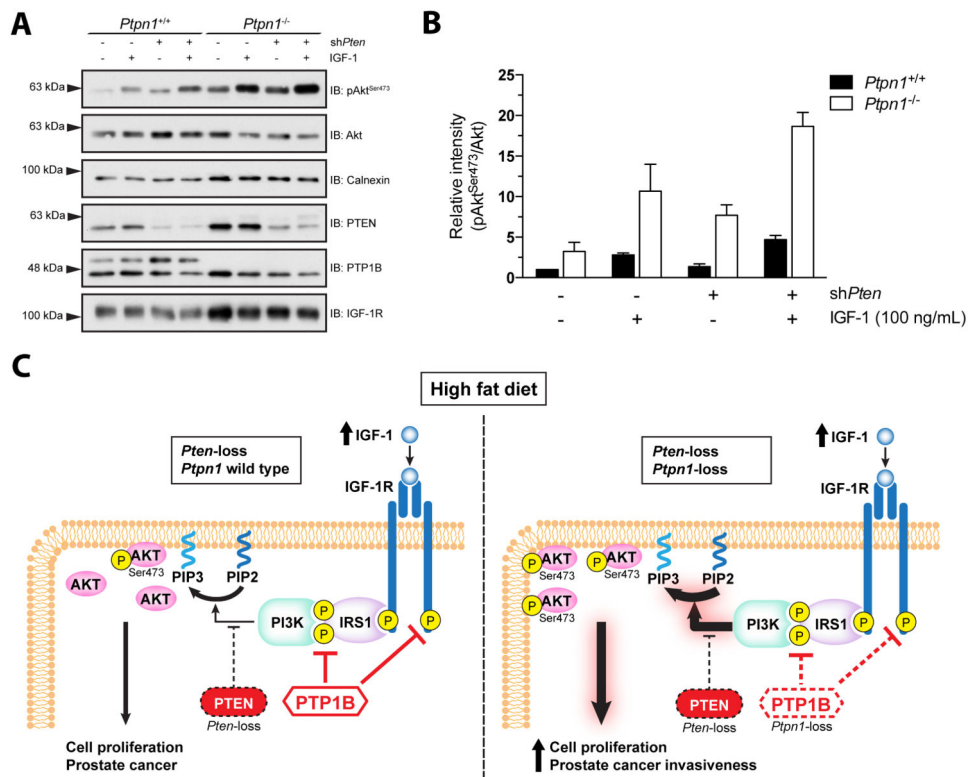 A
Ptpn1+/+ Ptpn1-/-
- - + + - - + + shPten
- + - + - + - + IGF-1
63 kDa IB: pAktSer473
63 kDa IB: Akt
100 kDa IB: Calnexin
63 kDa IB: PTEN
48 kDa IB: PTP1B
100 kDa IB: IGF-1R
B
Relative intensity
(pAktSer473/Akt)
25
20
15
10
5
0
Ptpn1+/+
Ptpn1-/-
- - + + shPten
- + - + IGF-1 (100 ng/mL)
C
High fat diet
Pten-loss
Ptpn1 wild type
IGF-1
IGF-1R
P AKT
Ser473
AKT
AKT
PIP3 PIP2
PI3K P P IRS1 P P
PTEN
Pten-loss
PTP1B
Cell proliferation
Prostate cancer
Pten-loss
Ptpn1-loss
IGF-1
IGF-1R
P AKT
Ser473
P AKT
Ser473
P AKT
Ser473
PIP3 PIP2
PI3K P P IRS1 P P
PTEN
Pten-loss
PTP1B
Ptpn1-loss
Cell proliferation
Prostate cancer invasiveness